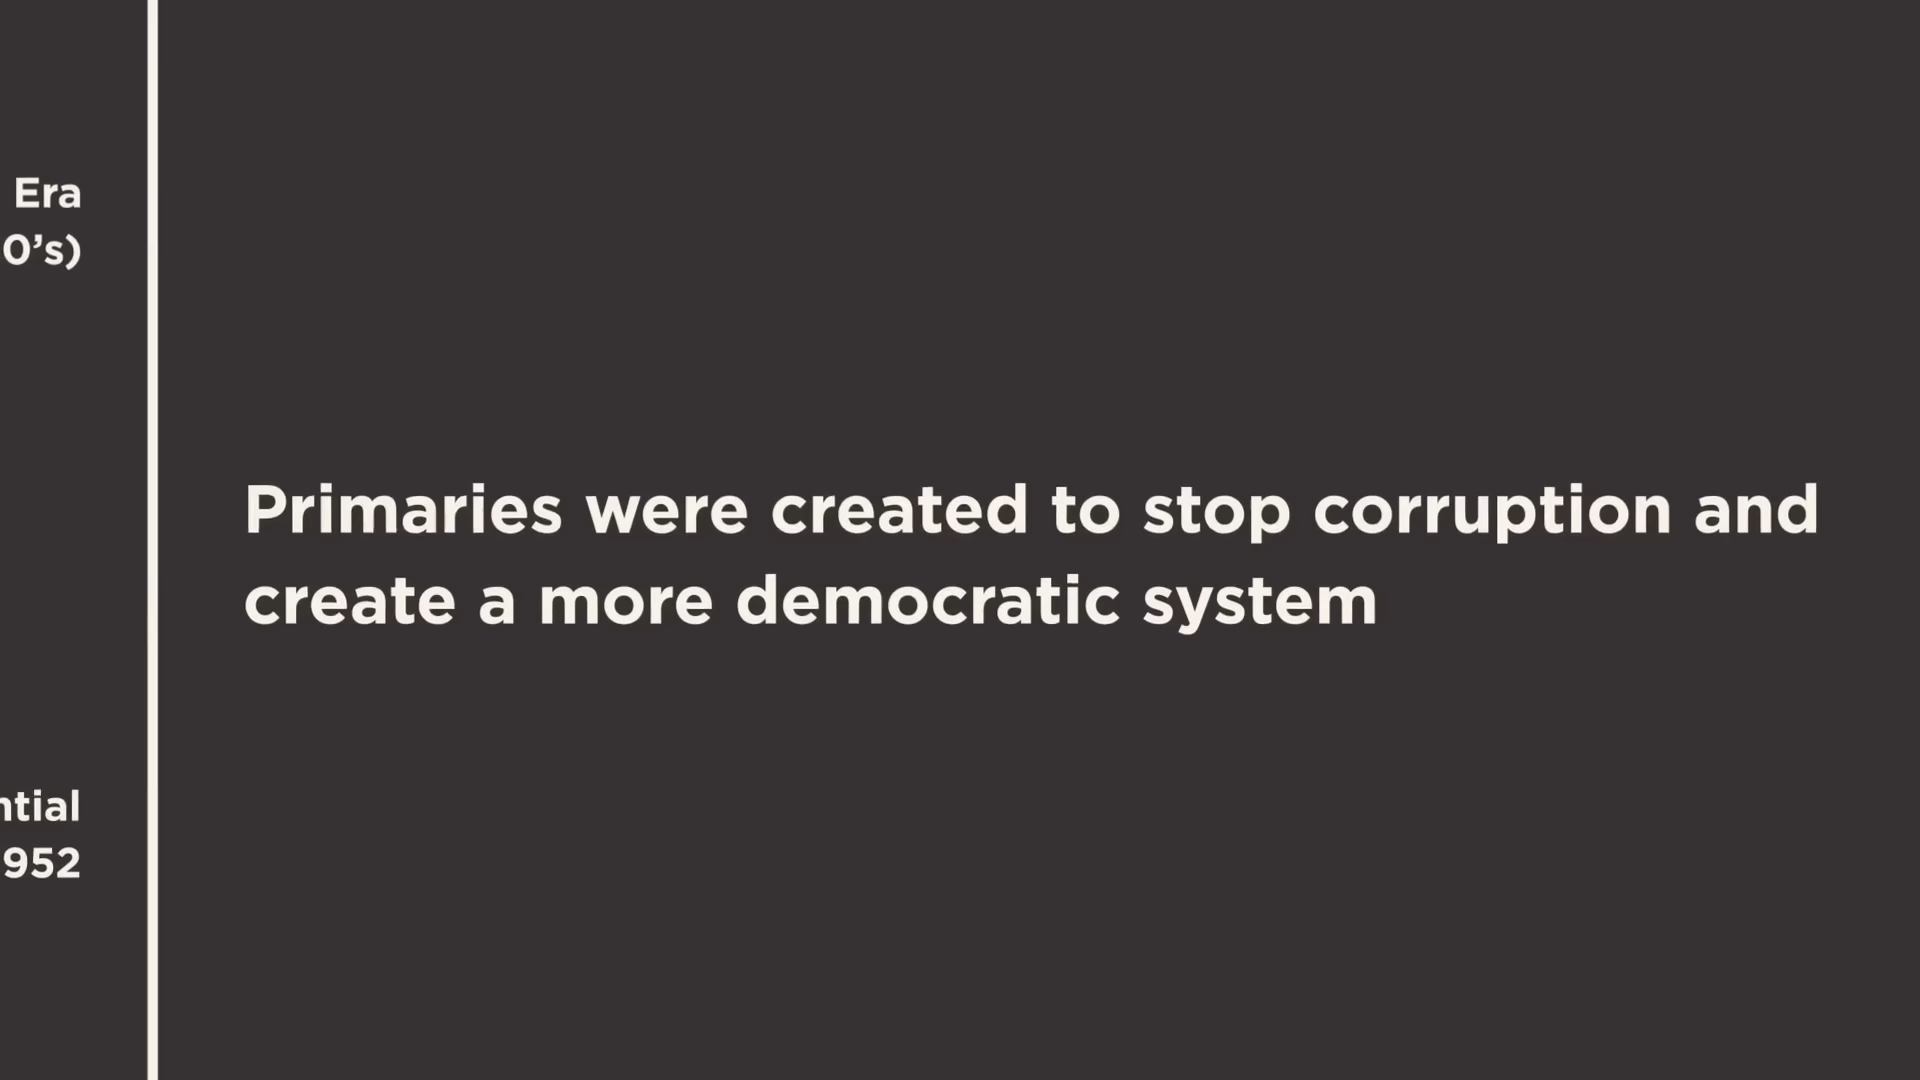 Era
0’s)
Primaries were created to stop corruption and
create a more democratic system
ntial
952